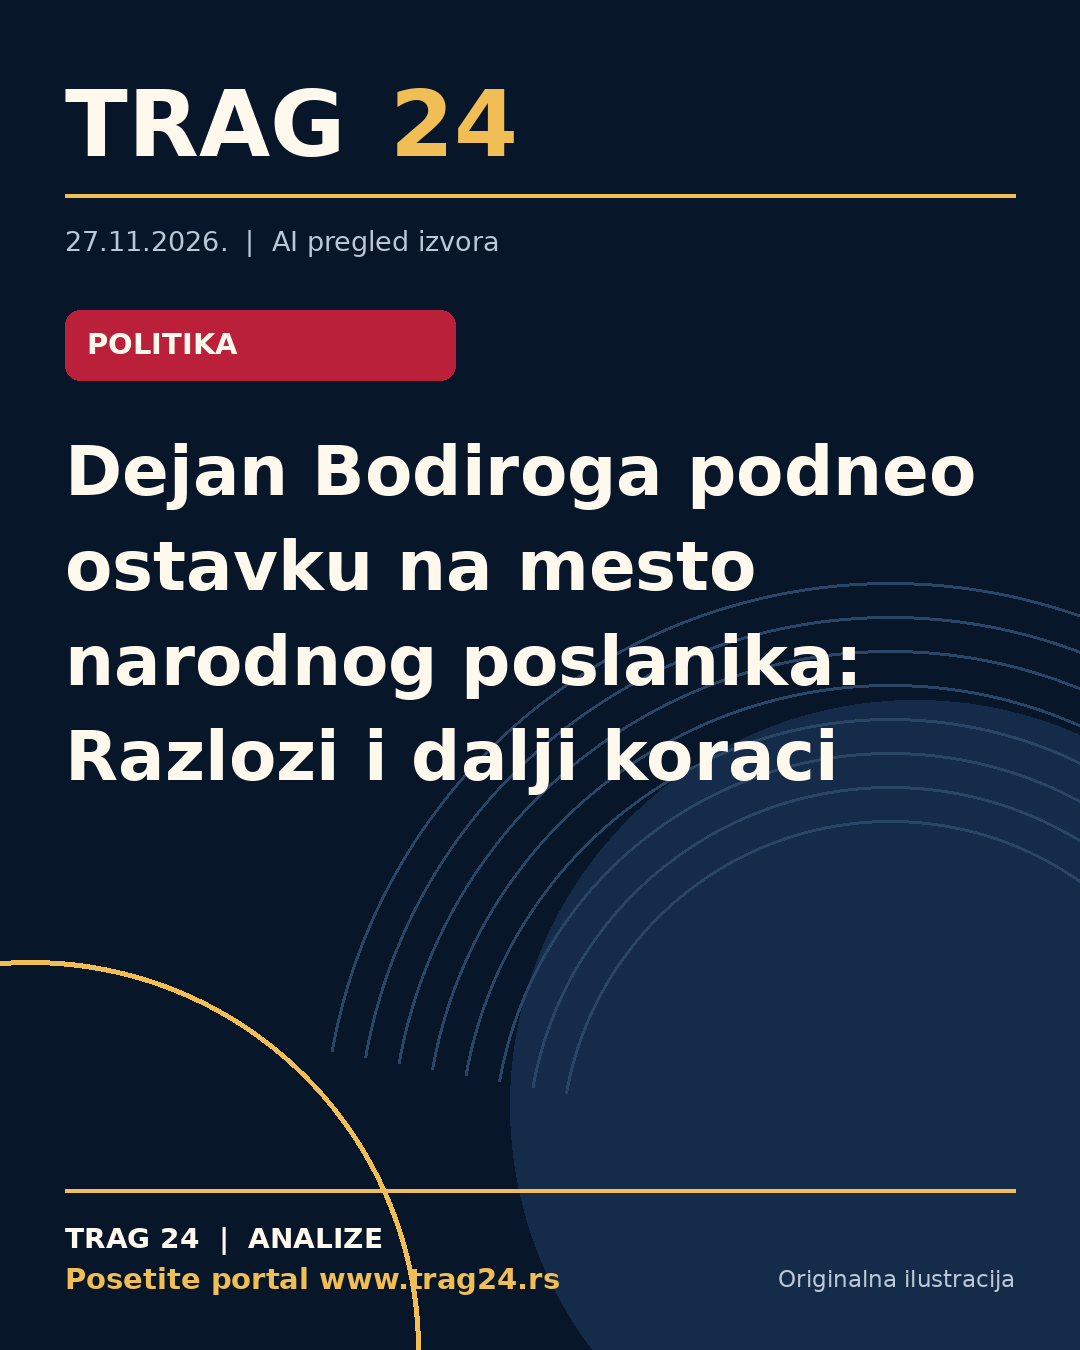 TRAG 24
27.11.2026. | AI pregled izvora
POLITIKA
Dejan Bodiroga podneo
ostavku na mesto
narodnog poslanika:
Razlozi i dalji koraci
TRAG 24 | ANALIZE
Posetite portal www.trag24.rs
Originalna ilustracija